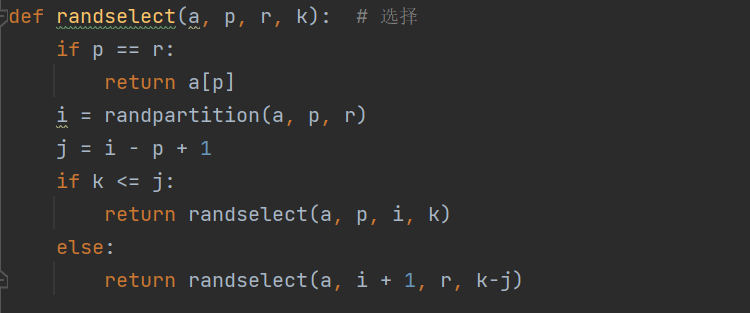 def randselect(a, p, r, k):  # 选择
    if p == r:
        return a[p]
    i = randpartition(a, p, r)
    j = i - p + 1
    if k <= j:
        return randselect(a, p, i, k)
    else:
        return randselect(a, i + 1, r, k-j)